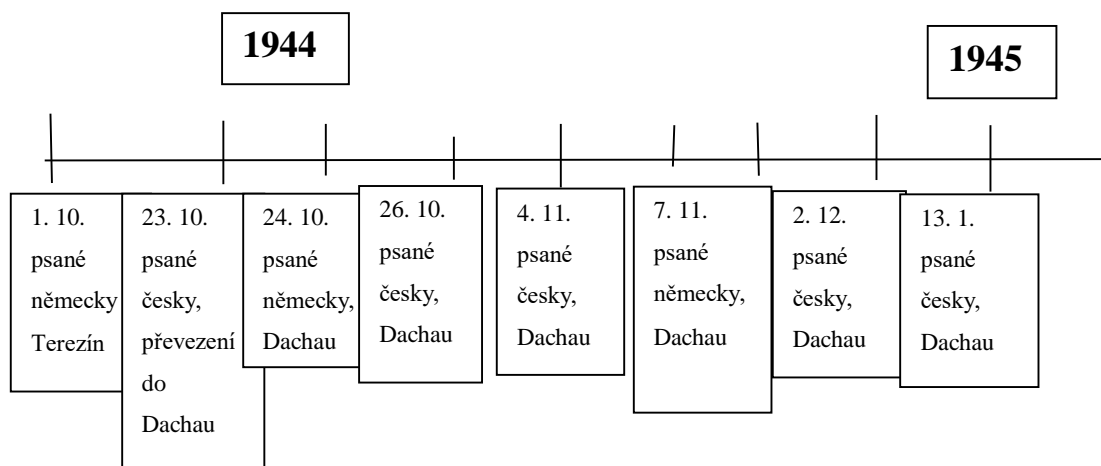 1944
1945
1. 10.
psané
německy
Terezín
23. 10.
psané
česky,
převezení
do
Dachau
24. 10.
psané
německy,
Dachau
26. 10.
psané
česky,
Dachau
4. 11.
psané
česky,
Dachau
7. 11.
psané
německy,
Dachau
2. 12.
psané
česky,
Dachau
13. 1.
psané
česky,
Dachau